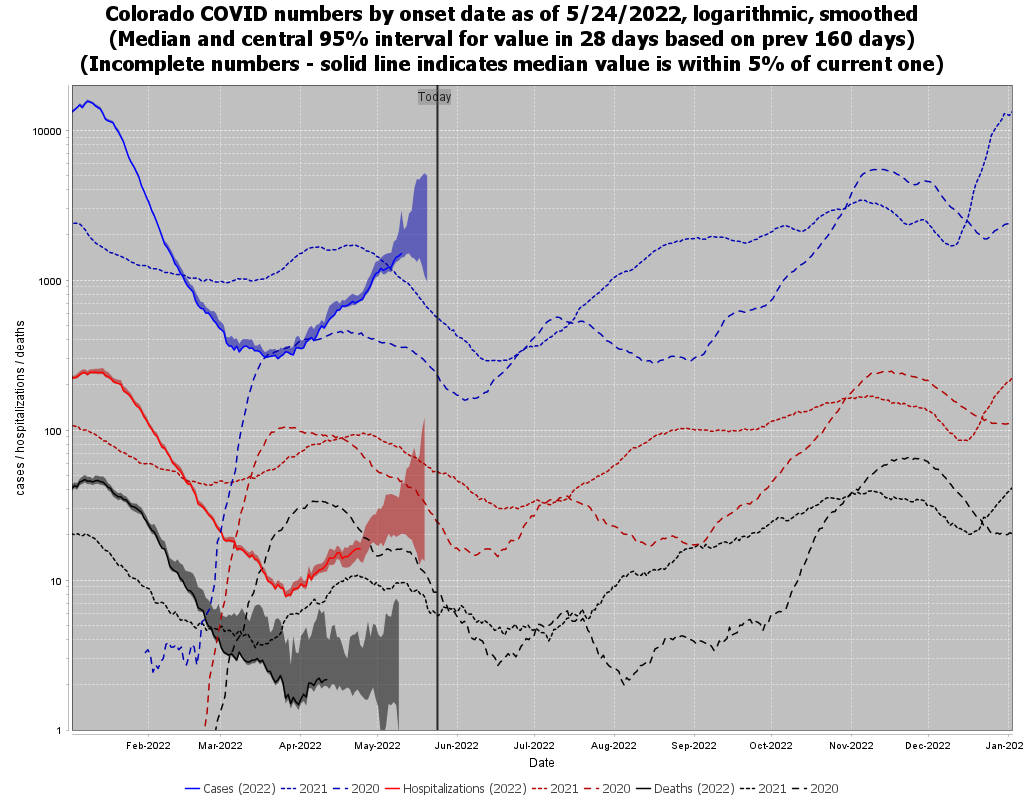 Colorado COVID numbers by onset date as of 5/24/2022, logarithmic, smoothed
(Median and central 95% interval for value in 28 days based on prev 160 days)
(Incomplete numbers - solid line indicates median value is within 5% of current one)
Today
10000
1000
100
10
1
cases / hospitalizations / deaths
Feb-2022 Mar-2022 Apr-2022 May-2022 Jun-2022 Jul-2022 Aug-2022 Sep-2022 Oct-2022 Nov-2022 Dec-2022 Jan-202
Date
Cases (2022) 2021 2020 Hospitalizations (2022) 2021 2020 Deaths (2022) 2021 2020